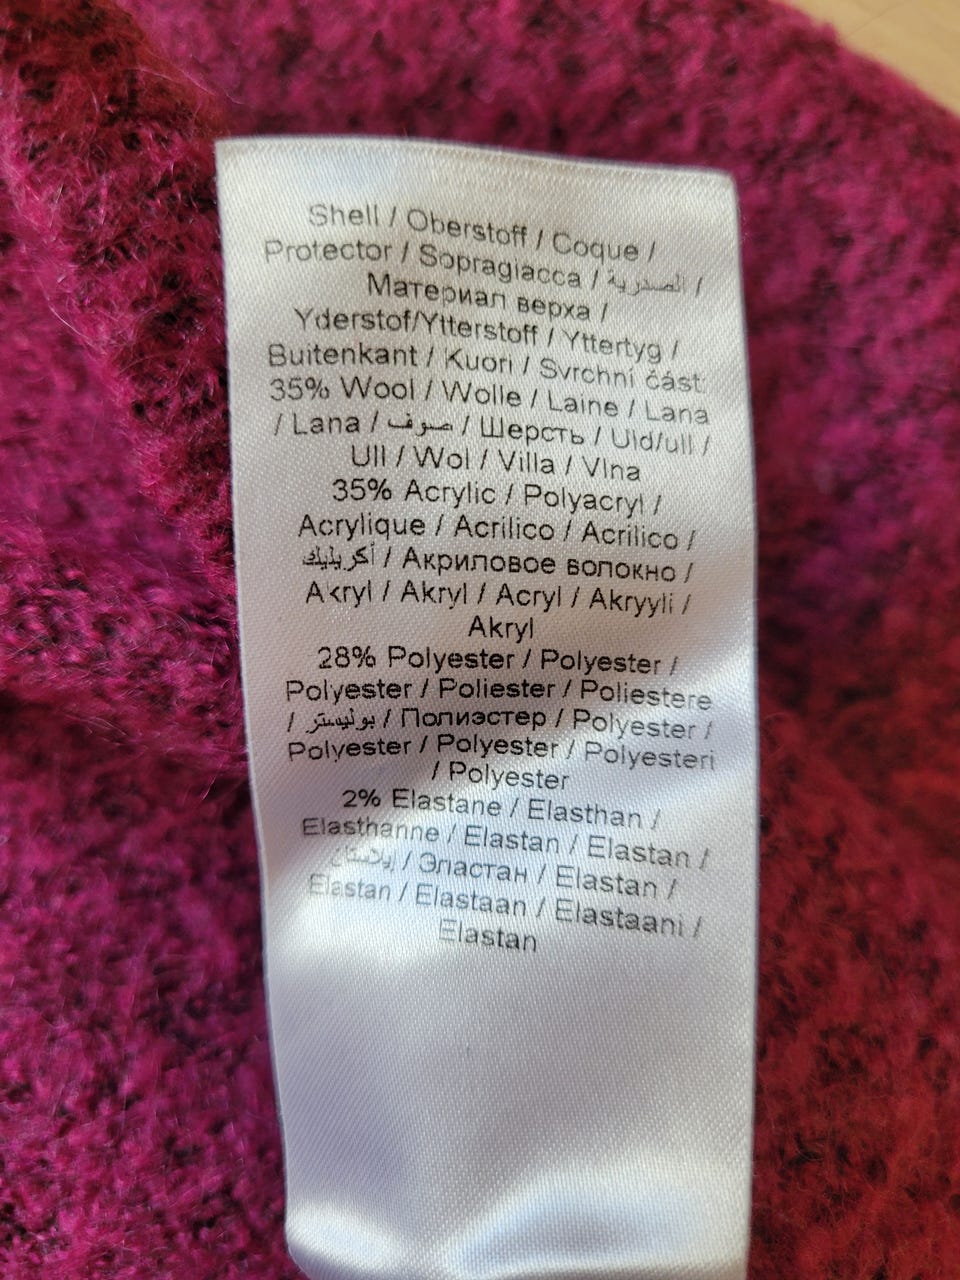 Shell / Oberstoff / Coque /
Protector / Sopragiacca / الصدرية /
Материал верха /
Yderstof/Ytterstoff / Yttertyg /
Buitenkant / Kuori / Svrchní část:
35% Wool / Wolle / Laine / Lana
/ Lana / صوف / Шерсть / Uld/ull /
Ull / Wol / Villa / Vlna
35% Acrylic / Polyacryl /
Acrylique / Acrilico / Acrilico /
أكريليك / Акриловое волокно /
Akryl / Akryl / Acryl / Akryyli /
Akryl
28% Polyester / Polyester /
Polyester / Poliester / Poliestere
/ بوليستر / Полиэстер / Polyester /
Polyester / Polyester / Polyesteri
/ Polyester
2% Elastane / Elasthan /
Elasthanne / Elastan / Elastan /
إيلاستان / Эластан / Elastan /
Elastan / Elastaan / Elastaani /
Elastan